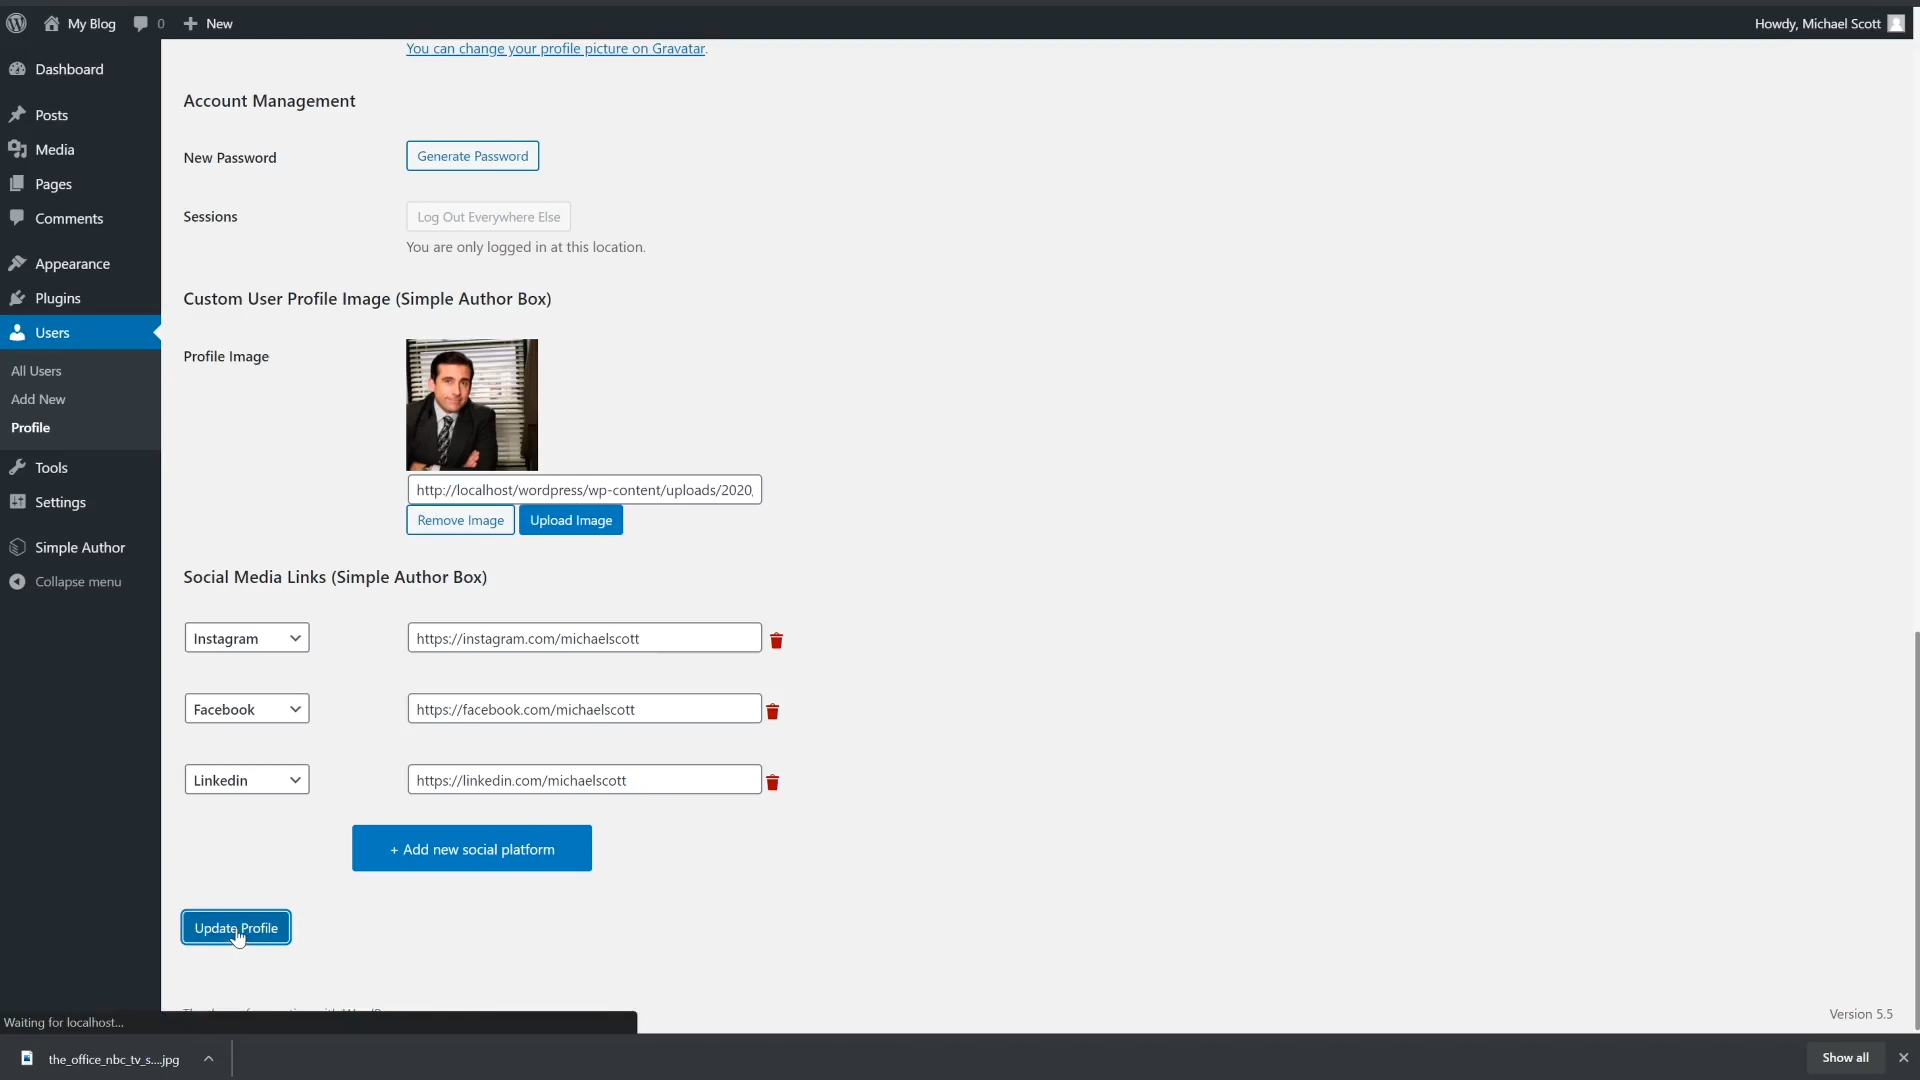 My Blog
0
New
Howdy, Michael Scott
Dashboard
Posts
Media
Pages
Comments
Appearance
Plugins
Users
All Users
Add New
Profile
Tools
Settings
Simple Author
Collapse menu
You can change your profile picture on Gravatar.
Account Management
New Password
Generate Password
Sessions
Log Out Everywhere Else
You are only logged in at this location.
Custom User Profile Image (Simple Author Box)
Profile Image
http://localhost/wordpress/wp-content/uploads/2020,
Remove Image
Upload Image
Social Media Links (Simple Author Box)
Instagram
https://instagram.com/michaelscott
Facebook
https://facebook.com/michaelscott
Linkedin
https://linkedin.com/michaelscott
+ Add new social platform
Update Profile
Version 5.5
Waiting for localhost...
the_office_nbc_tv_s....jpg
Show all